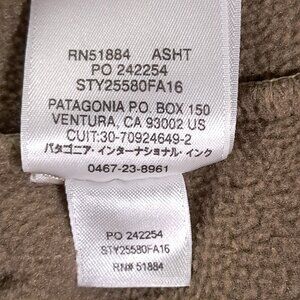 RN51884 ASHT
PO 242254
STY25580FA16
PATAGONIA P.O. BOX 150
VENTURA, CA 93002 US
CUIT:30-70924649-2
パタゴニア・インターナショナル・インク
0467-23-8961
PO 242254
STY25580FA16
RN# 51884